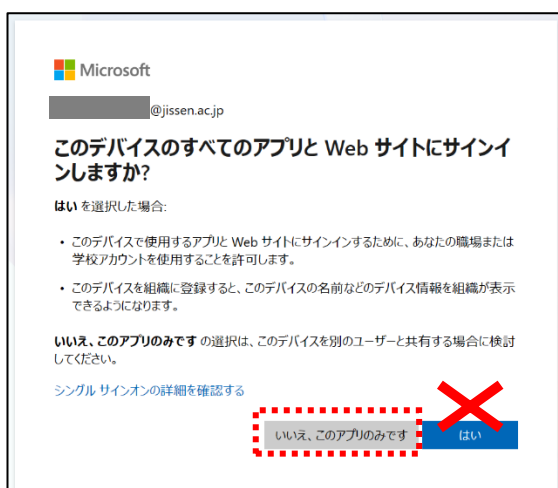 Microsoft
@jissen.ac.jp
このデバイスのすべてのアプリと Web サイトにサインイ
ンしますか?
はい を選択した場合:
• このデバイスで使用するアプリと Web サイトにサインインするために、あなたの職場または
学校アカウントを使用することを許可します。
• このデバイスを組織に登録すると、このデバイスの名前などのデバイス情報を組織が表示
できるようになります。
いいえ、このアプリのみです の選択は、このデバイスを別のユーザーと共有する場合に検討
してください。
シングル サインオンの詳細を確認する
いいえ、このアプリのみです はい